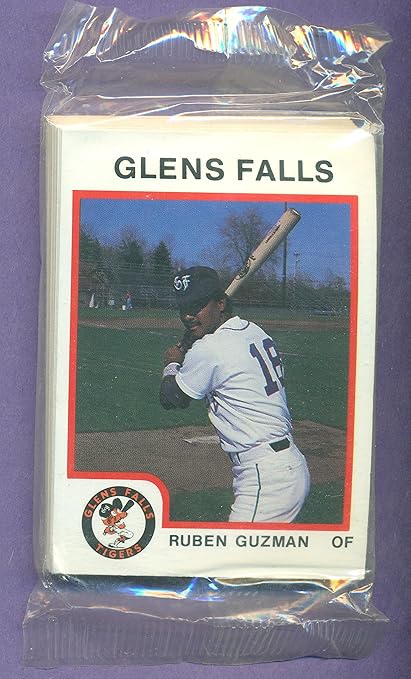 GLENS FALLS
GF
18
GLENS FALLS
TIGERS
RUBEN GUZMAN OF